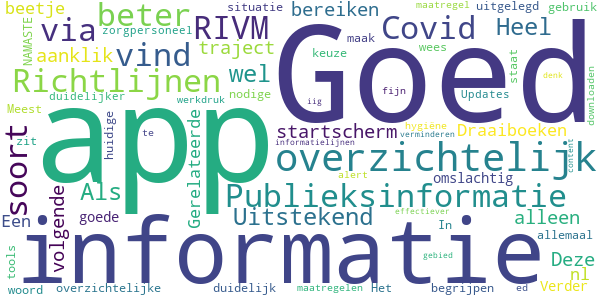 beetje
situatie
maatregel
uitgelegd
gebruik
NAMASTE
beter
zorgpersoneel
RIVM
bereiken
Covid
Heel
via
vind
traject
keuze
maak
wees
staat
downloaden
aanklik
Richtlijnen
wel
keuken
nodige
Updates
denk
Goed
Meest
duidelijker
werkdruk
fijn
iig
app
soort
zit
huidige
te
Gerelateerde
startscherm
hygiëne
Draaiboeken
verminderen
informatielijnen
content
overzichtelijk
alert
omslachtig
Als
Publieksinformatie
volgende
Een
goede
Uitstekend
effectiever
alleen
In
allemaal
informatie
tools
gebied
Deze
nl
woord
overzichtelijke
duidelijk
maatregelen
Het
begrijpen
ed
Verder